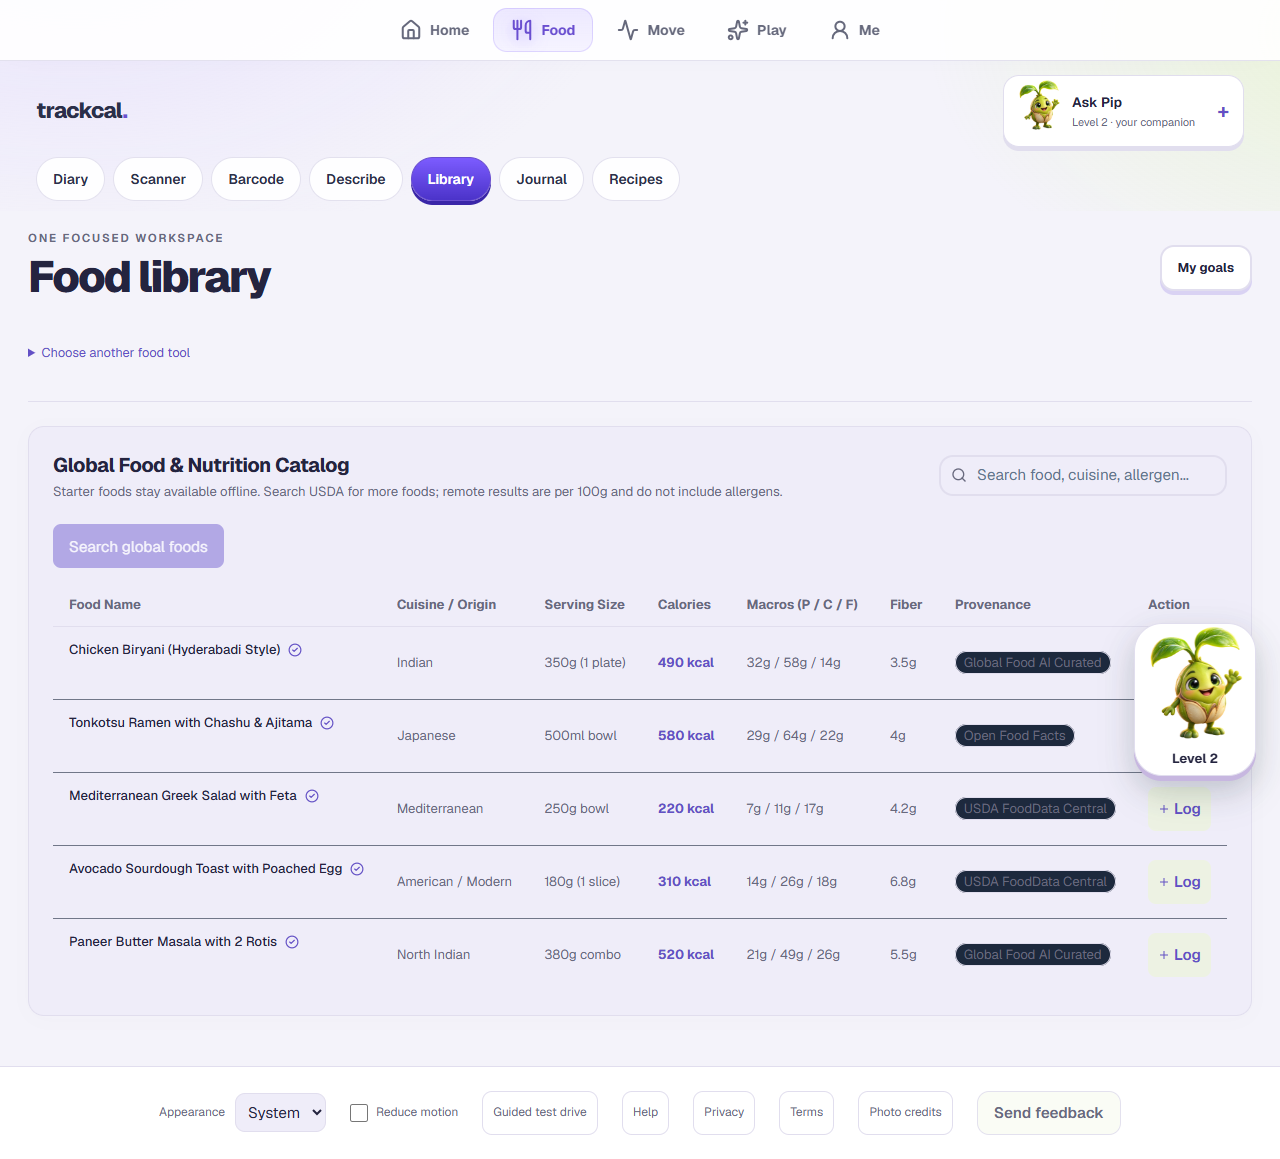 Home
Food
Move
Play
Me
trackcal.
Ask Pip
Level 2 · your companion
+
Diary
Scanner
Barcode
Describe
Library
Journal
Recipes
ONE FOCUSED WORKSPACE
Food library
My goals
Choose another food tool
Global Food & Nutrition Catalog
Starter foods stay available offline. Search USDA for more foods; remote results are per 100g and do not include allergens.
Search food, cuisine, allergen...
Search global foods
Food Name Cuisine / Origin Serving Size Calories Macros (P / C / F) Fiber Provenance Action
Chicken Biryani (Hyderabadi Style) Indian 350g (1 plate) 490 kcal 32g / 58g / 14g 3.5g Global Food AI Curated
Tonkotsu Ramen with Chashu & Ajitama Japanese 500ml bowl 580 kcal 29g / 64g / 22g 4g Open Food Facts
Level 2
Mediterranean Greek Salad with Feta Mediterranean 250g bowl 220 kcal 7g / 11g / 17g 4.2g USDA FoodData Central + Log
Avocado Sourdough Toast with Poached Egg American / Modern 180g (1 slice) 310 kcal 14g / 26g / 18g 6.8g USDA FoodData Central + Log
Paneer Butter Masala with 2 Rotis North Indian 380g combo 520 kcal 21g / 49g / 26g 5.5g Global Food AI Curated + Log
Appearance
System
Reduce motion
Guided test drive
Help
Privacy
Terms
Photo credits
Send feedback